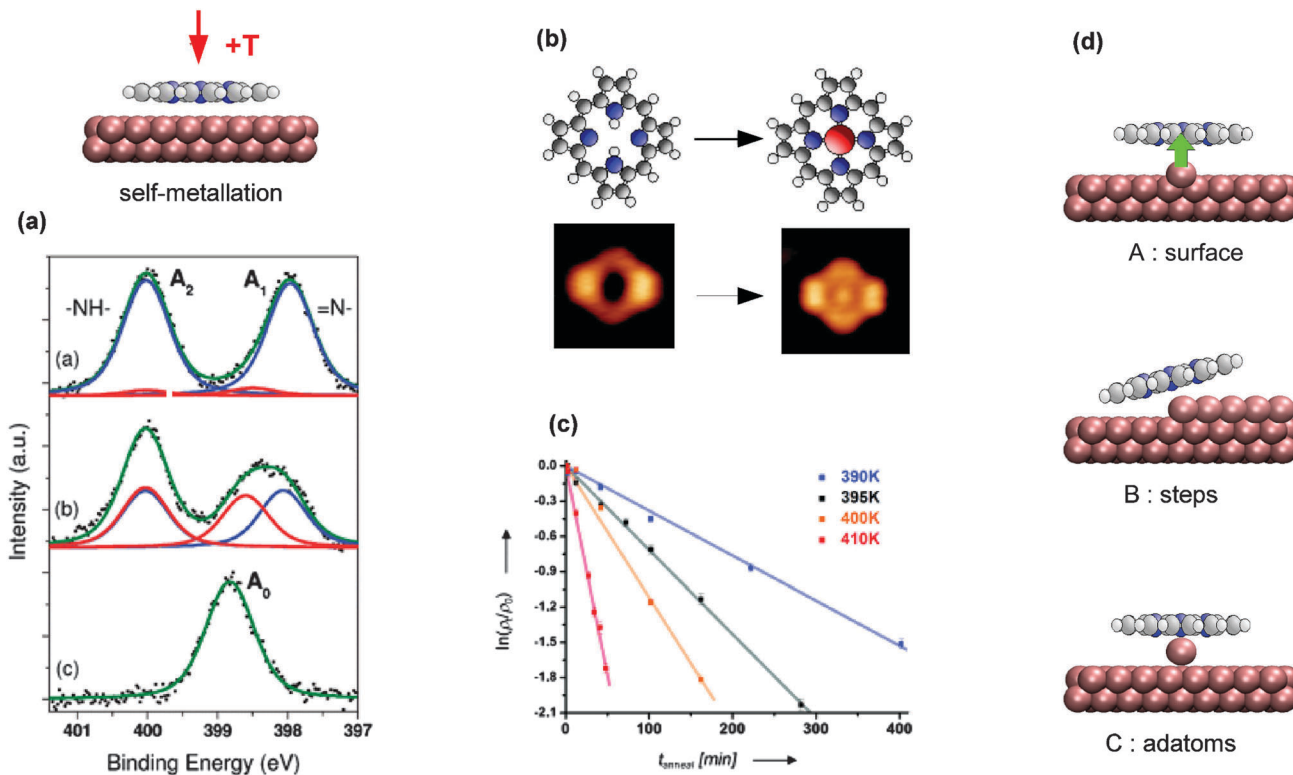 +T
self-metallation
(a)
A2
A1
-NH-
=N-
(a)
(b)
A0
(c)
Intensity (a.u.)
401 400 399 398 397
Binding Energy (eV)
(b)
(c)
0.0
-0.3
-0.6
-0.9
-1.2
-1.5
-1.8
-2.1
ln(ρt/ρ0)
390K
395K
400K
410K
0 100 200 300 400
tanneal [min]
(d)
A : surface
B : steps
C : adatoms